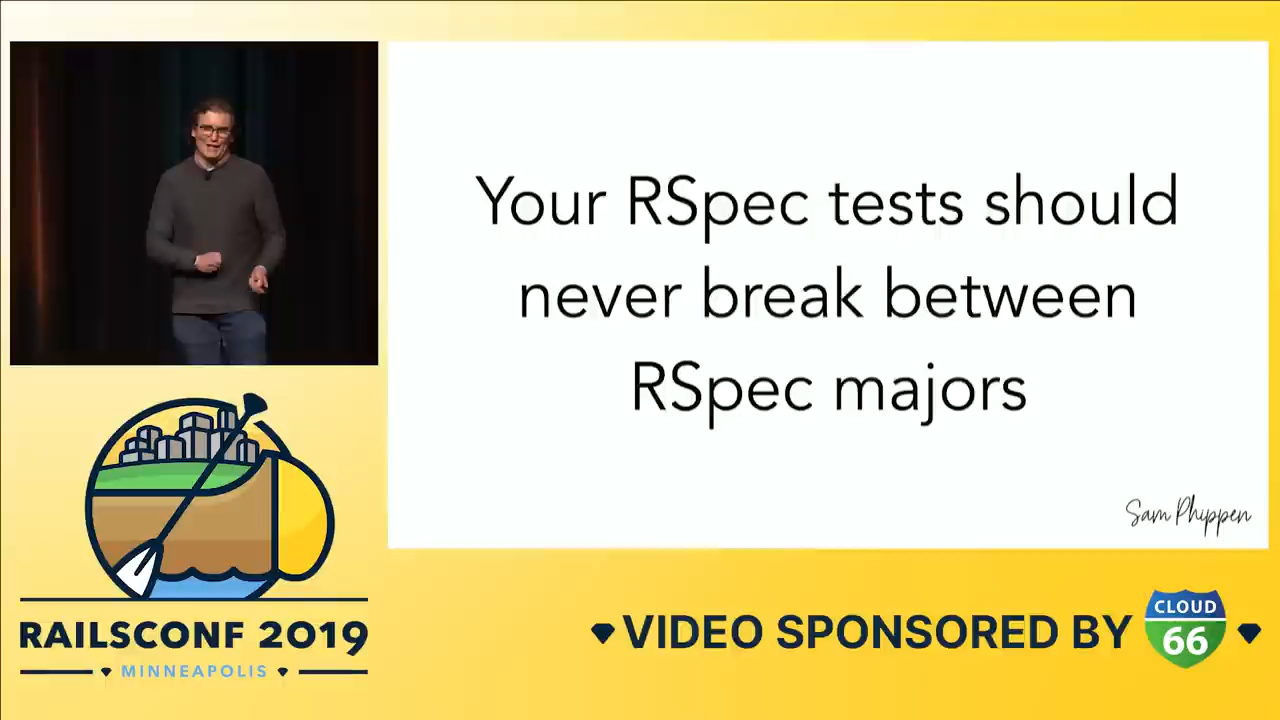 Your RSpec tests should
never break between
RSpec majors
Sam Phippen
RAILSCONF 2019
MINNEAPOLIS
VIDEO SPONSORED BY
CLOUD
66